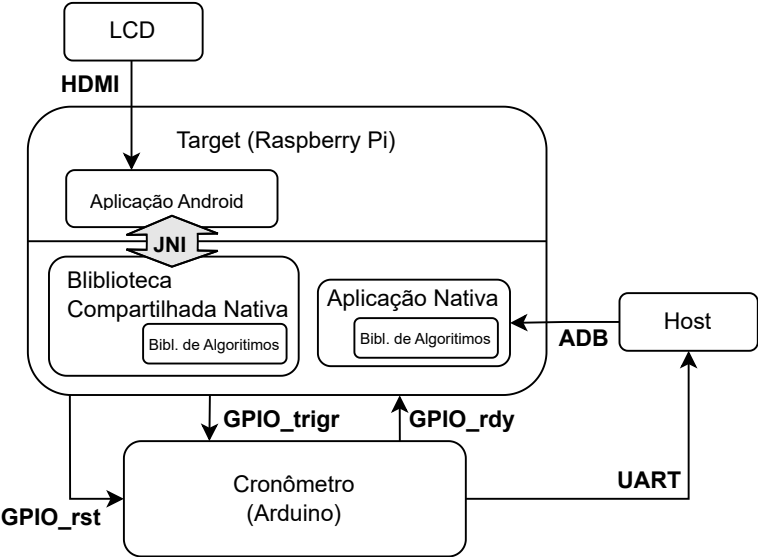 LCD
HDMI
Target (Raspberry Pi)
Aplicação Android
JNI
Bliblioteca
Compartilhada Nativa
Bibl. de Algoritimos
Aplicação Nativa
Bibl. de Algoritimos
ADB
Host
GPIO_trigr
GPIO_rdy
UART
GPIO_rst
Cronômetro
(Arduino)